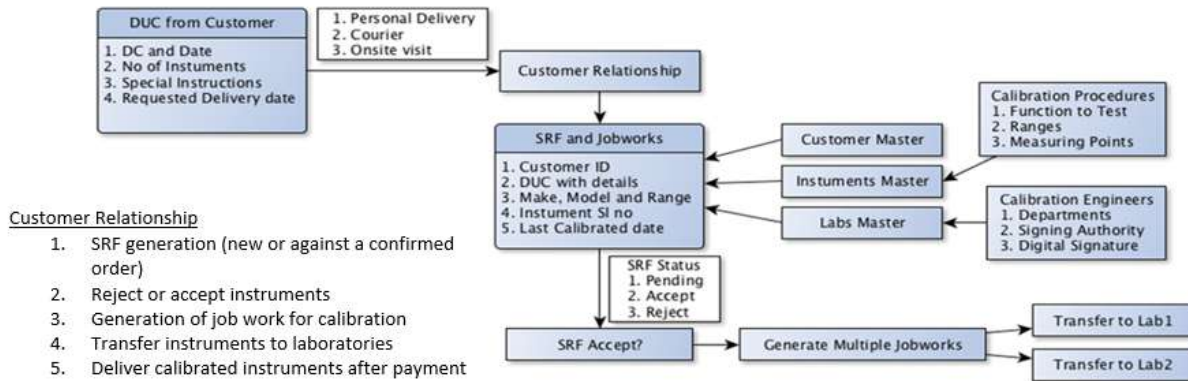 DUC from Customer
1. DC and Date
2. No of Instuments
3. Special Instructions
4. Requested Delivery date
1. Personal Delivery
2. Courier
3. Onsite visit
Customer Relationship
SRF and Jobworks
1. Customer ID
2. DUC with details
3. Make, Model and Range
4. Instument Sl no
5. Last Calibrated date
Customer Master
Instuments Master
Labs Master
Calibration Procedures
1. Function to Test
2. Ranges
3. Measuring Points
Calibration Engineers
1. Departments
2. Signing Authority
3. Digital Signature
SRF Status
1. Pending
2. Accept
3. Reject
SRF Accept?
Generate Multiple Jobworks
Transfer to Lab1
Transfer to Lab2
Customer Relationship
1. SRF generation (new or against a confirmed
order)
2. Reject or accept instruments
3. Generation of job work for calibration
4. Transfer instruments to laboratories
5. Deliver calibrated instruments after payment